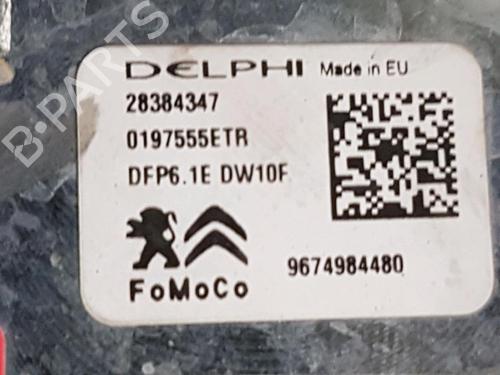 DELPHI Made in EU
28384347
0197555ETR
DFP6.1E DW10F
9674984480
FoMoCo
B-PARTS